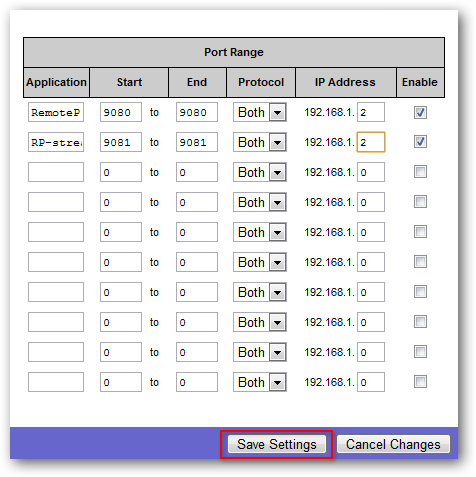 Port Range
Application Start End Protocol IP Address Enable
RemoteP 9080 to 9080 Both 192.168.1. 2
RP-strea 9081 to 9081 Both 192.168.1. 2
0 to 0 Both 192.168.1. 0
0 to 0 Both 192.168.1. 0
0 to 0 Both 192.168.1. 0
0 to 0 Both 192.168.1. 0
0 to 0 Both 192.168.1. 0
0 to 0 Both 192.168.1. 0
0 to 0 Both 192.168.1. 0
0 to 0 Both 192.168.1. 0
Save Settings Cancel Changes